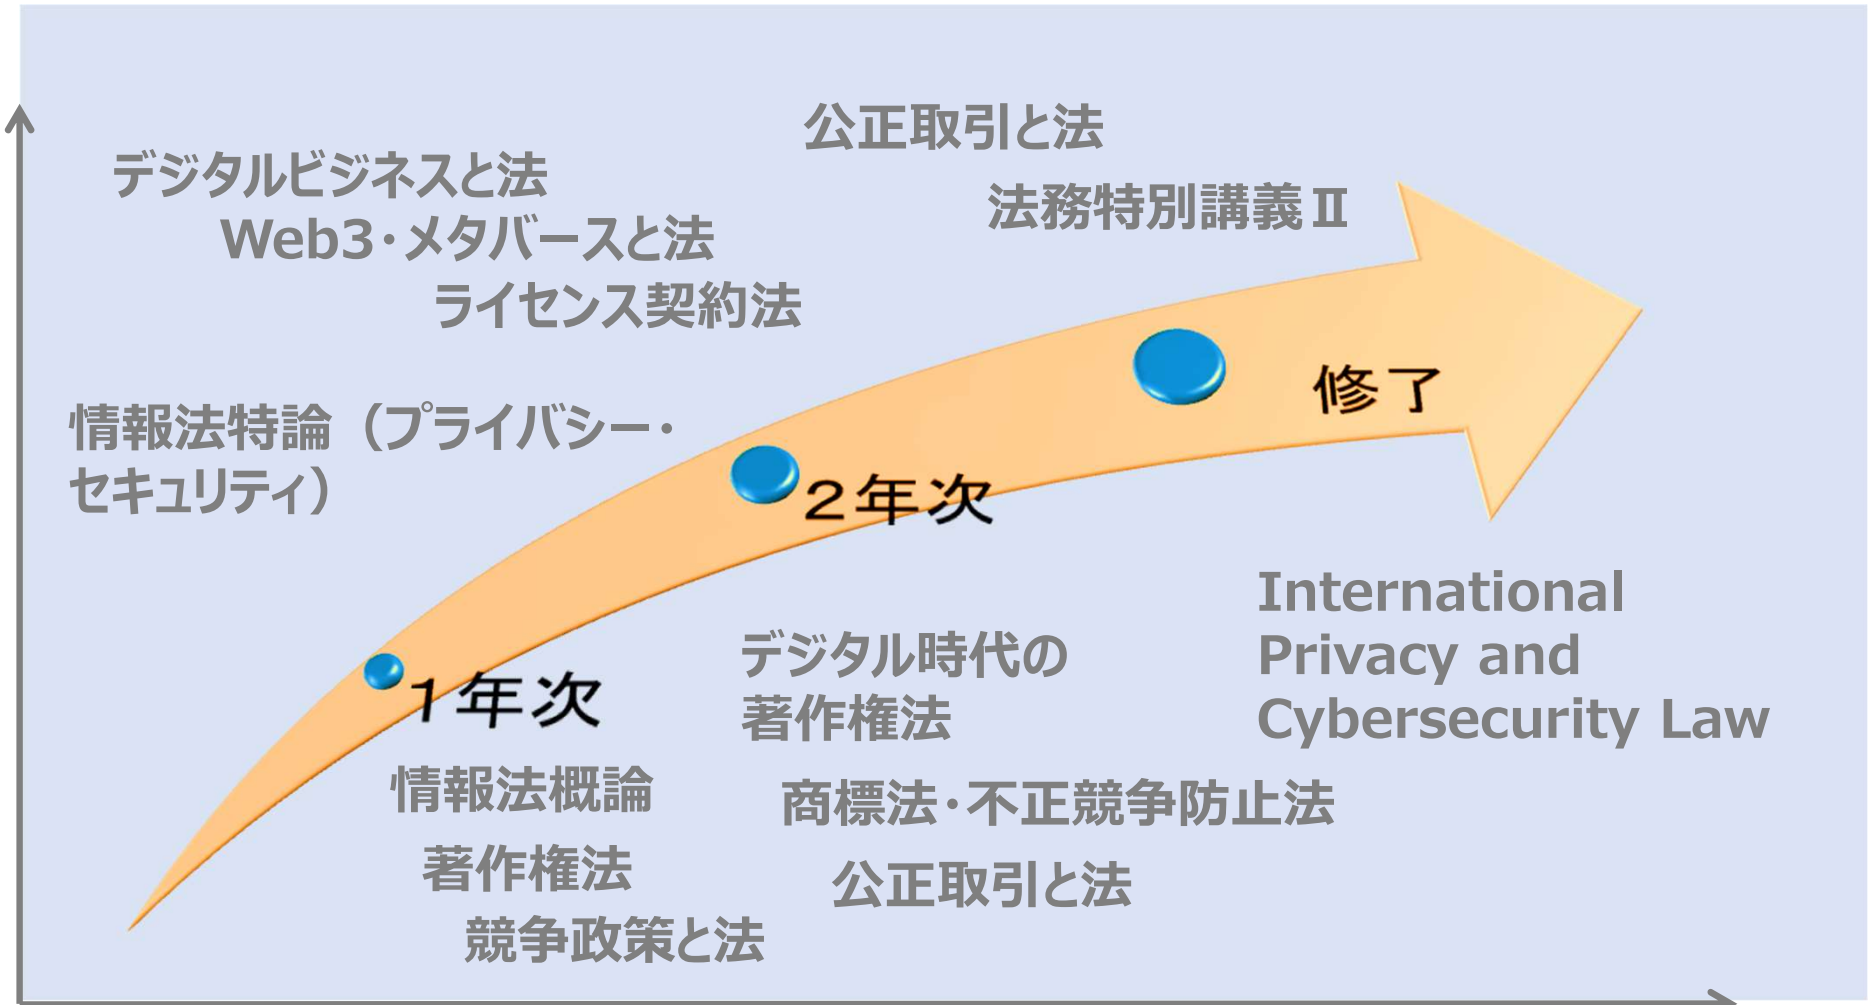 公正取引と法
デジタルビジネスと法
法務特別講義Ⅱ
Web3・メタバースと法
ライセンス契約法
修了
情報法特論（プライバシー・
セキュリティ）
2年次
International
Privacy and
Cybersecurity Law
デジタル時代の
著作権法
1年次
情報法概論
商標法・不正競争防止法
著作権法
公正取引と法
競争政策と法